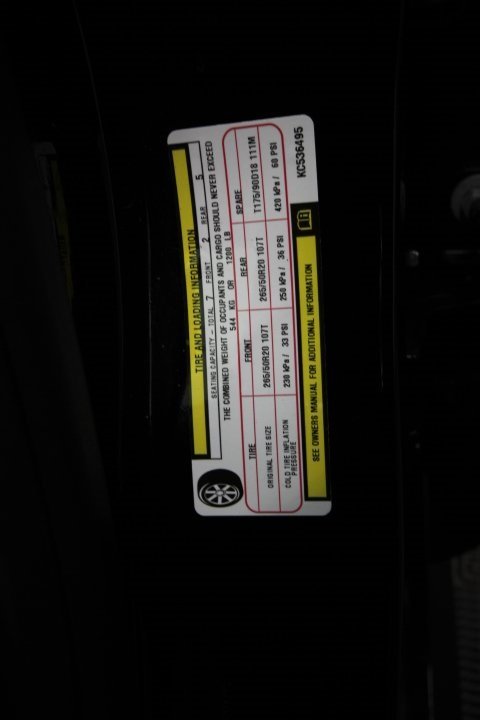 TIRE AND LOADING INFORMATION
SEATING CAPACITY - TOTAL 7 FRONT 2 REAR 5
THE COMBINED WEIGHT OF OCCUPANTS AND CARGO SHOULD NEVER EXCEED
544 KG OR 1200 LB
TIRE FRONT REAR SPARE
ORIGINAL TIRE SIZE 265/50R20 107T 265/50R20 107T T175/90D18 111M
COLD TIRE INFLATION PRESSURE 230 kPa / 33 PSI 250 kPa / 36 PSI 420 kPa / 60 PSI
SEE OWNERS MANUAL FOR ADDITIONAL INFORMATION
KC536495